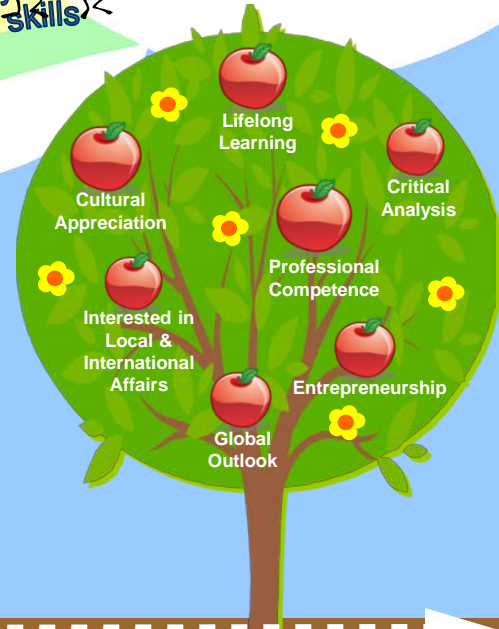 skills
Lifelong
Learning
Cultural
Appreciation
Critical
Analysis
Professional
Competence
Interested in
Local &
International
Affairs
Entrepreneurship
Global
Outlook